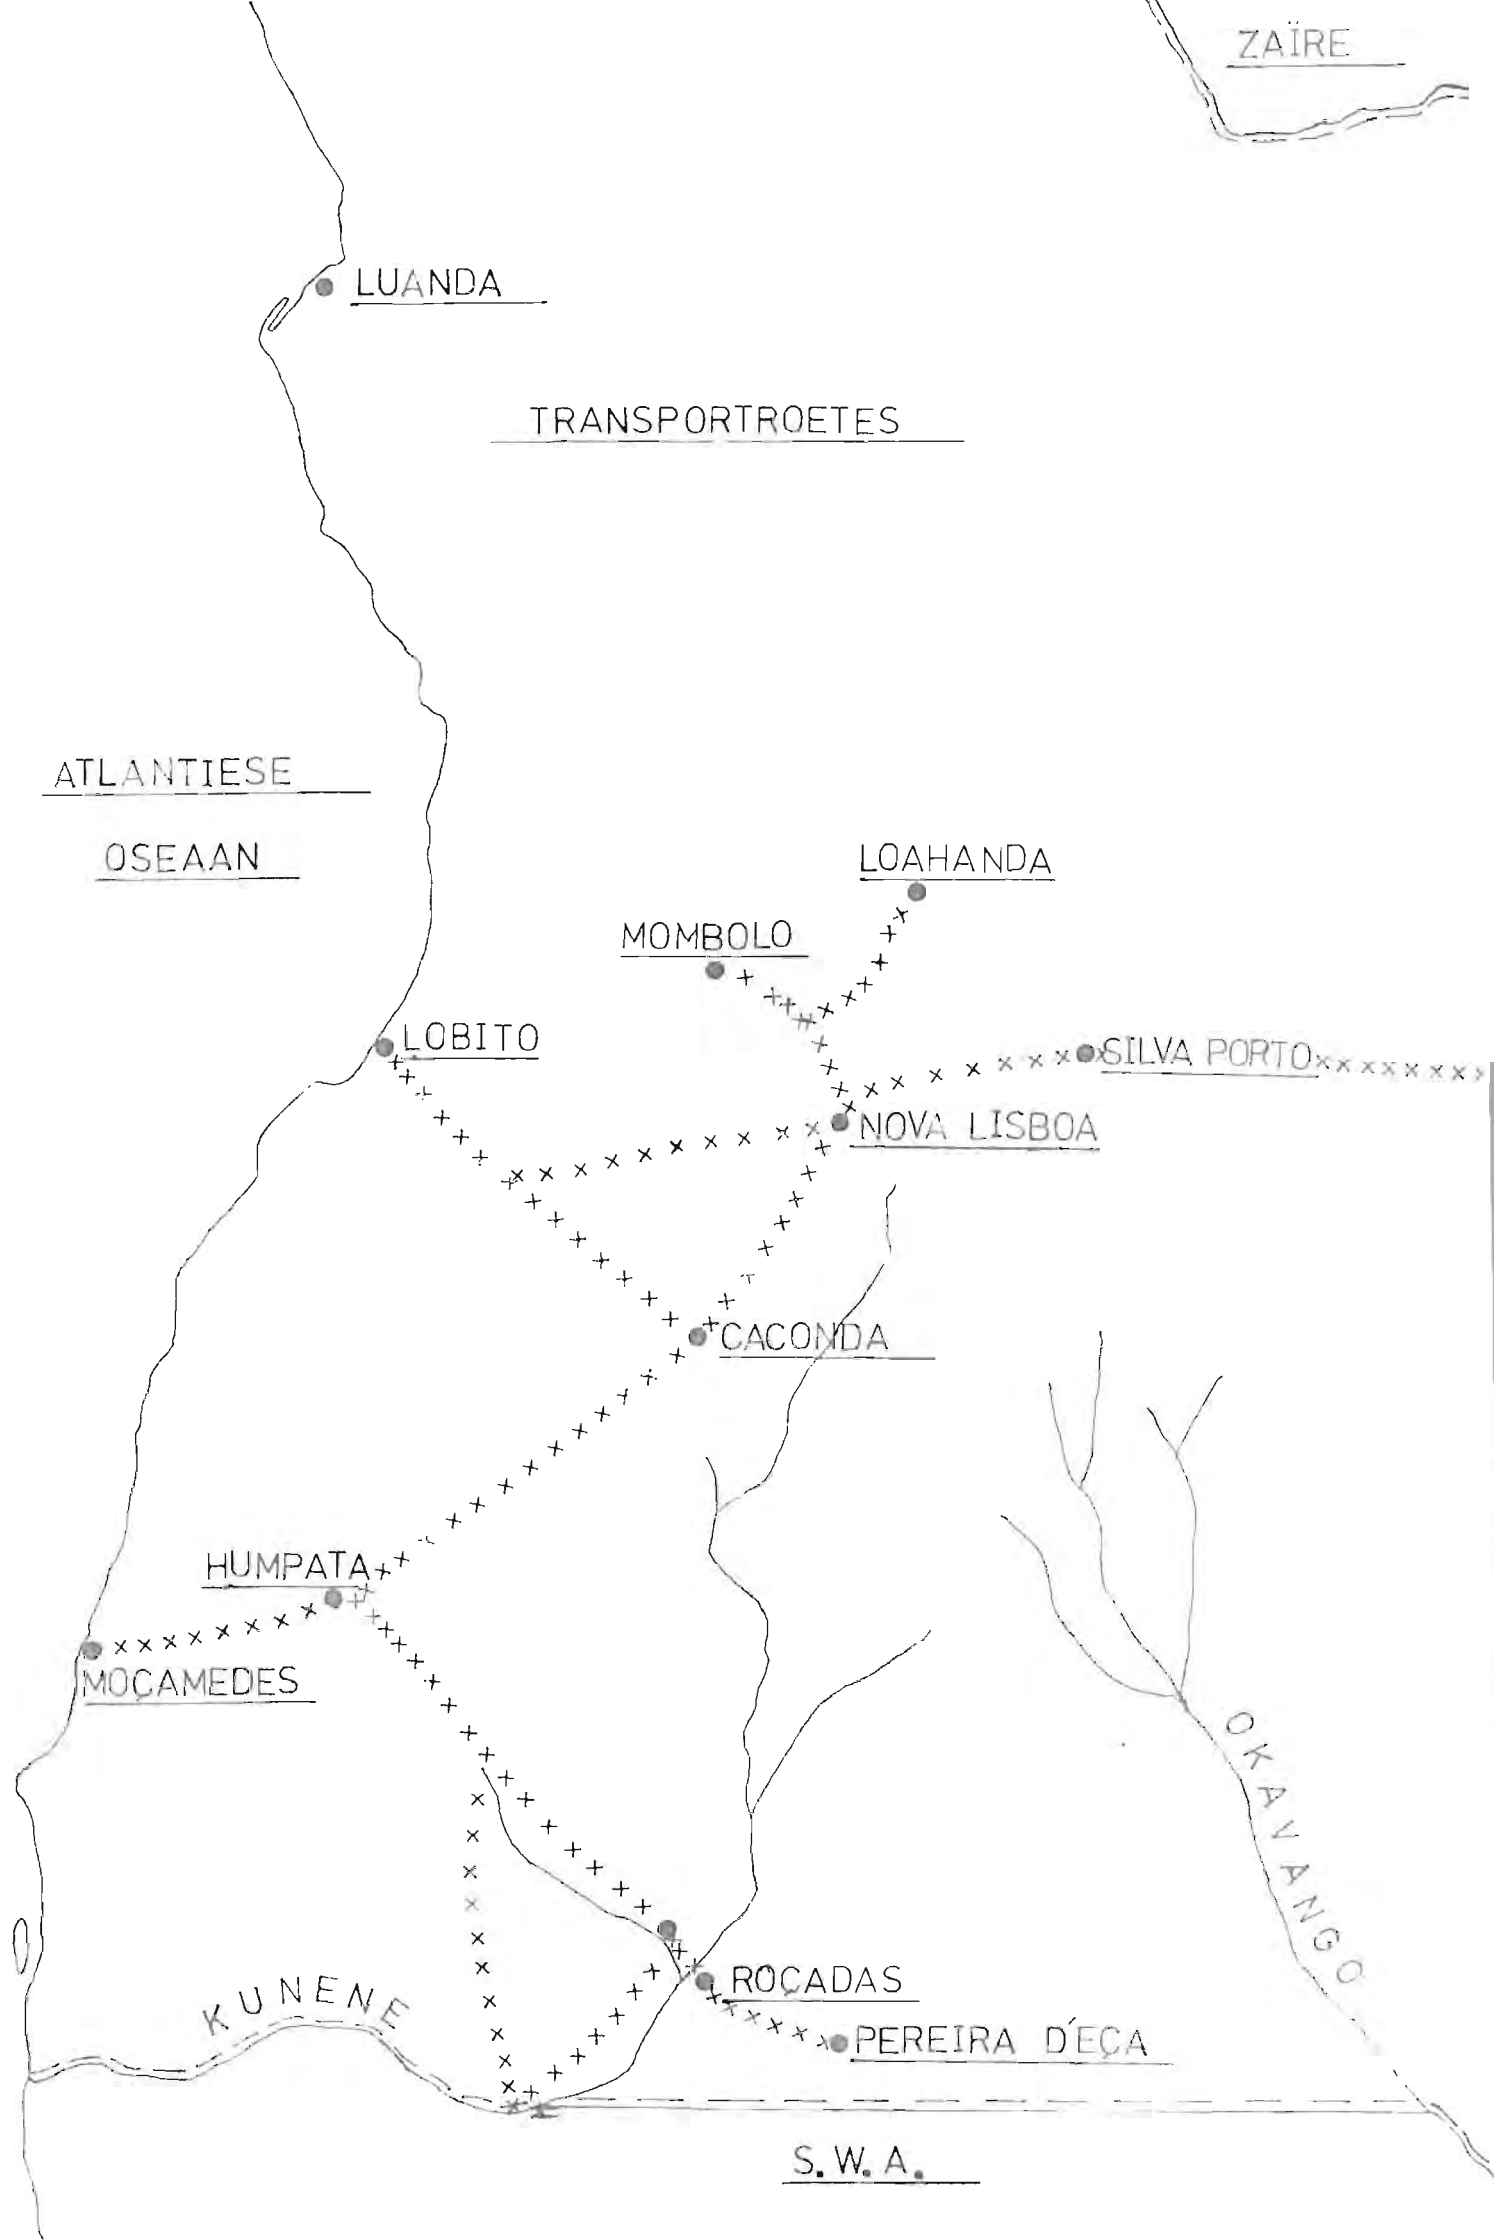 ZAÏRE
LUANDA
TRANSPORTROETES
ATLANTIESE
OSEAAN
LOAHANDA
MOMBOLO
LOBITO
SILVA PORTO
NOVA LISBOA
CACONDA
HUMPATA
MOÇAMEDES
OKAVANGO
KUNENE
ROÇADAS
PEREIRA D'EÇA
S.W.A.